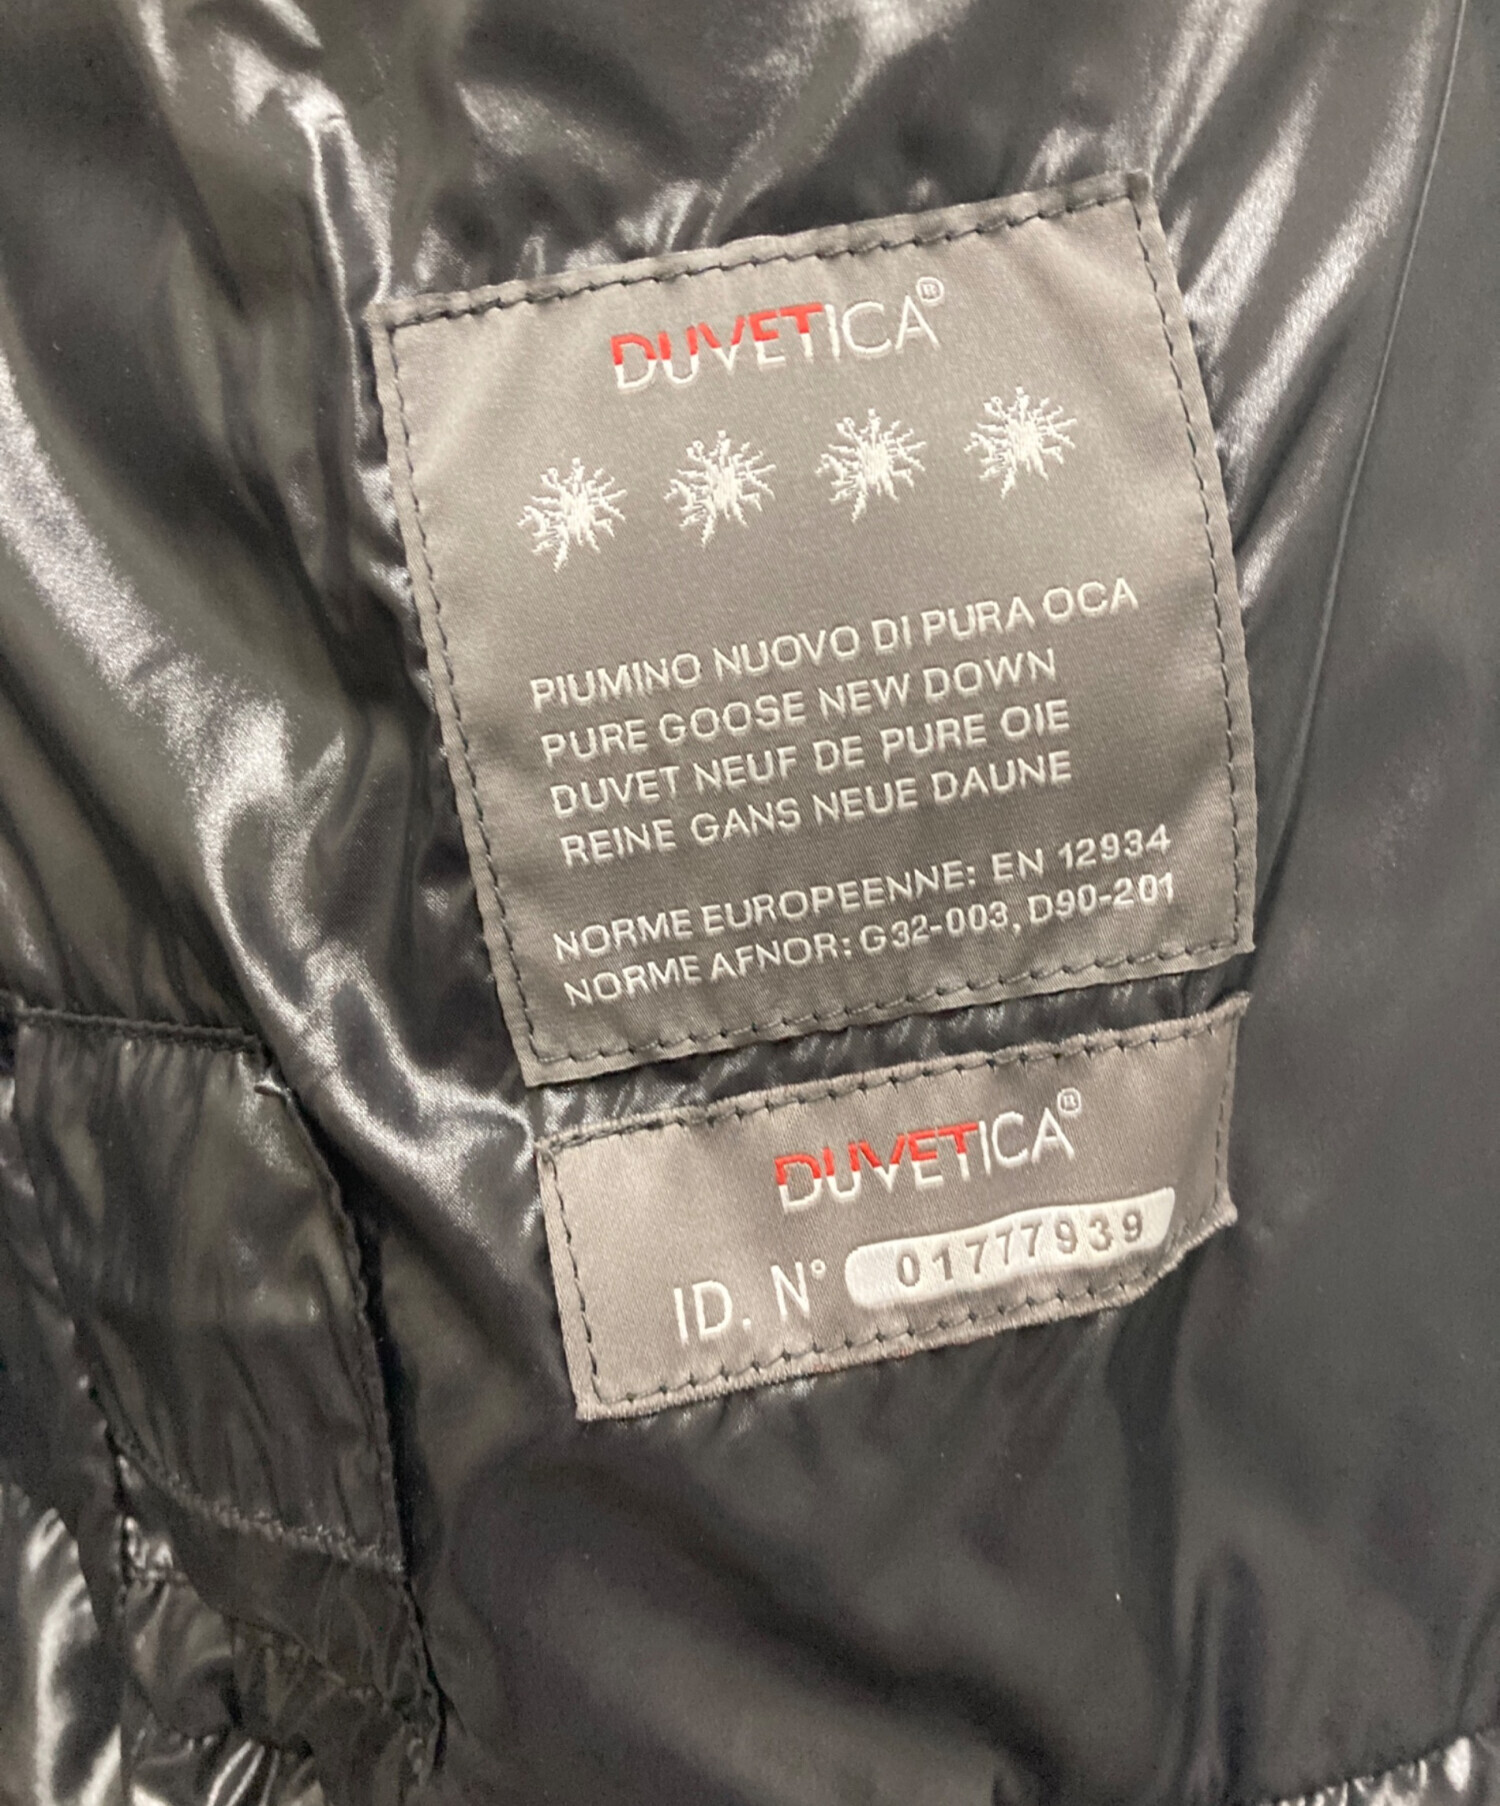 DUVETICA®
PIUMINO NUOVO DI PURA OCA
PURE GOOSE NEW DOWN
DUVET NEUF DE PURE OIE
REINE GANS NEUE DAUNE
NORME EUROPEENNE: EN 12934
NORME AFNOR: G32-003, D90-201
DUVETICA®
ID. N° 01777939